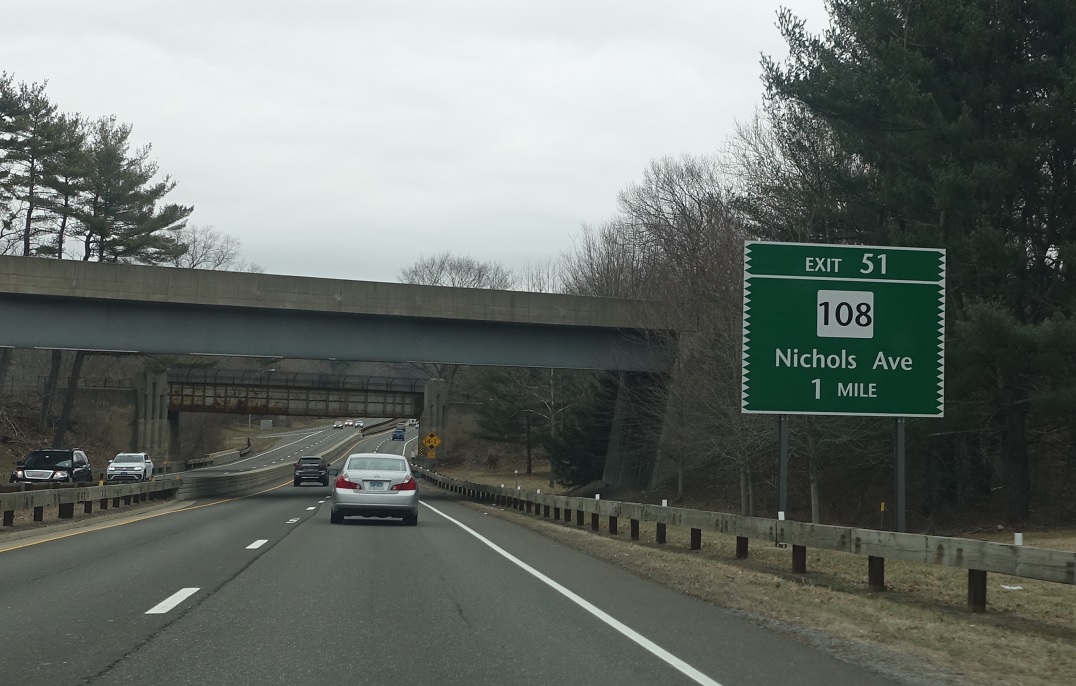 EXIT 51
108
Nichols Ave
1 MILE